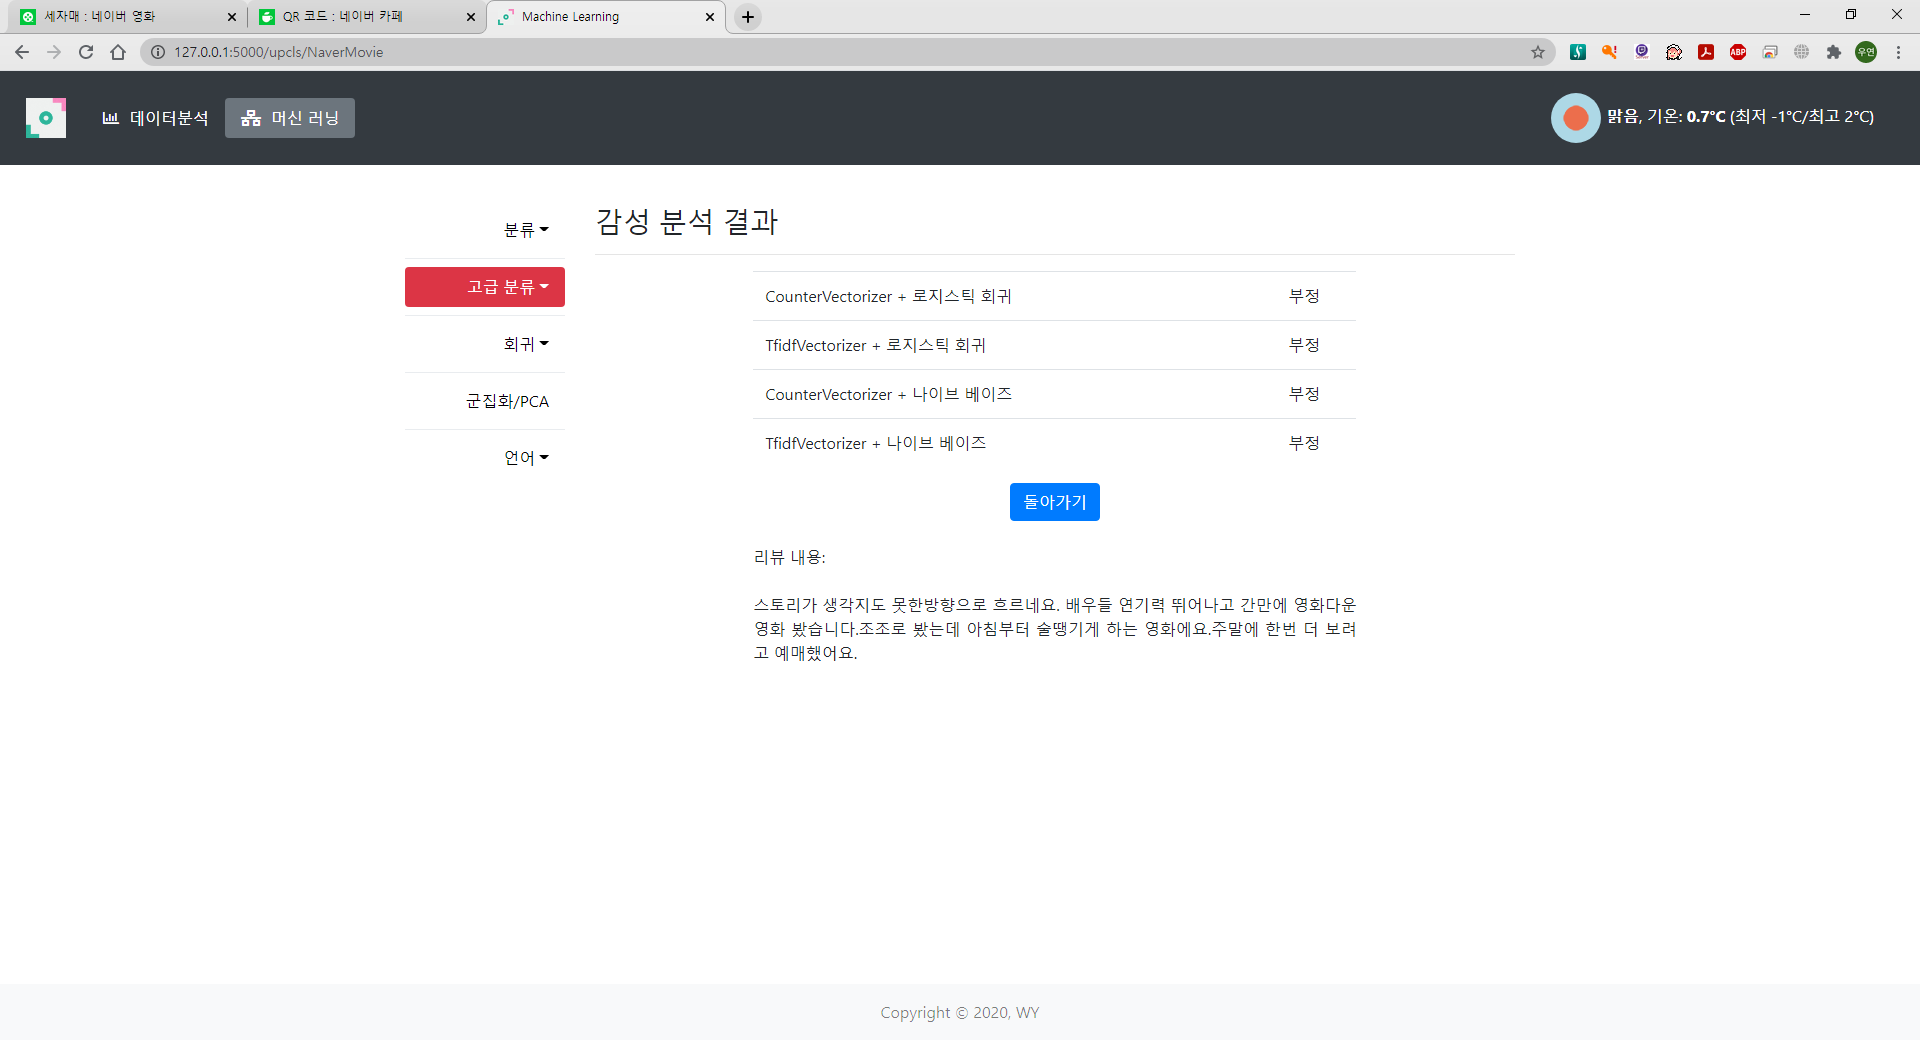 세자매 : 네이버 영화
QR 코드 : 네이버 카페
Machine Learning
127.0.0.1:5000/upcls/NaverMovie
ABP
우연
데이터분석
머신 러닝
맑음, 기온: 0.7°C (최저 -1°C/최고 2°C)
분류
고급 분류
회귀
군집화/PCA
언어
감성 분석 결과
CounterVectorizer + 로지스틱 회귀 부정
TfidfVectorizer + 로지스틱 회귀 부정
CounterVectorizer + 나이브 베이즈 부정
TfidfVectorizer + 나이브 베이즈 부정
돌아가기
리뷰 내용:
스토리가 생각지도 못한방향으로 흐르네요. 배우들 연기력 뛰어나고 간만에 영화다운
영화 봤습니다.조조로 봤는데 아침부터 술땡기게 하는 영화에요.주말에 한번 더 보려
고 예매했어요.
Copyright © 2020, WY